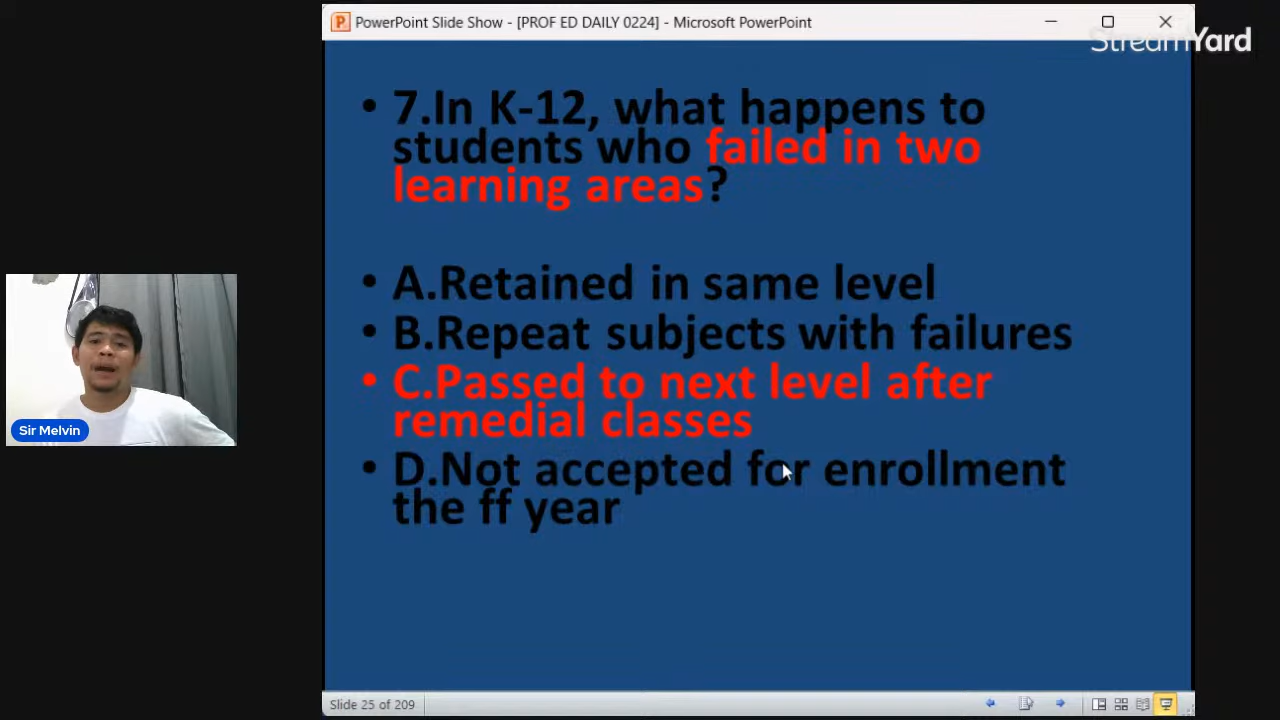 PowerPoint Slide Show - [PROF ED DAILY 0224] - Microsoft PowerPoint
StreamYard
• 7.In K-12, what happens to
students who failed in two
learning areas?
• A.Retained in same level
• B.Repeat subjects with failures
• C.Passed to next level after
remedial classes
• D.Not accepted for enrollment
the ff year
Sir Melvin
Slide 25 of 209